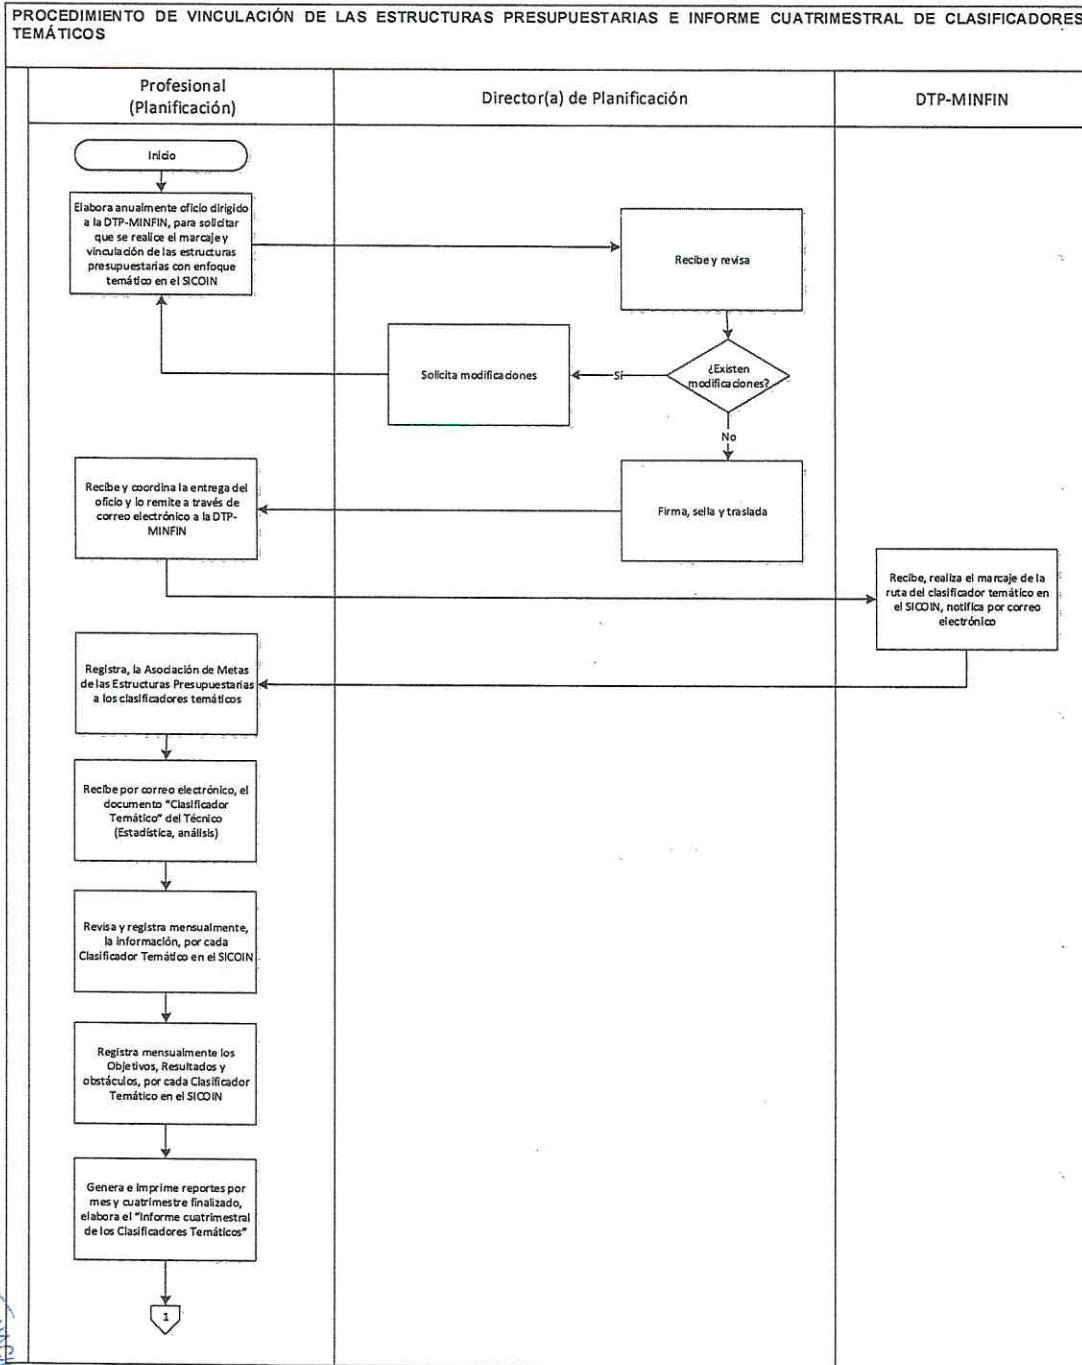 PROCEDIMIENTO DE VINCULACIÓN DE LAS ESTRUCTURAS PRESUPUESTARIAS E INFORME CUATRIMESTRAL DE CLASIFICADORES
TEMÁTICOS
Profesional
(Planificación)
Director(a) de Planificación
DTP-MINFIN
Inicio
Elabora anualmente oficio dirigido
a la DTP-MINFIN, para solicitar
que se realice el marcaje y
vinculación de las estructuras
presupuestarias con enfoque
temático en el SICOIN
Recibe y revisa
¿Existen
modificaciones?
Sí
Solicita modificaciones
No
Firma, sella y traslada
Recibe y coordina la entrega del
oficio y lo remite a través de
correo electrónico a la DTP-
MINFIN
Recibe, realiza el marcaje de la
ruta del clasificador temático en
el SICOIN, notifica por correo
electrónico
Registra, la Asociación de Metas
de las Estructuras Presupuestarias
a los clasificadores temáticos
Recibe por correo electrónico, el
documento "Clasificador
Temático" del Técnico
(Estadística, análisis)
Revisa y registra mensualmente,
la información, por cada
Clasificador Temático en el SICOIN
Registra mensualmente los
Objetivos, Resultados y
obstáculos, por cada Clasificador
Temático en el SICOIN
Genera e imprime reportes por
mes y cuatrimestre finalizado,
elabora el "Informe cuatrimestral
de los Clasificadores Temáticos"
1